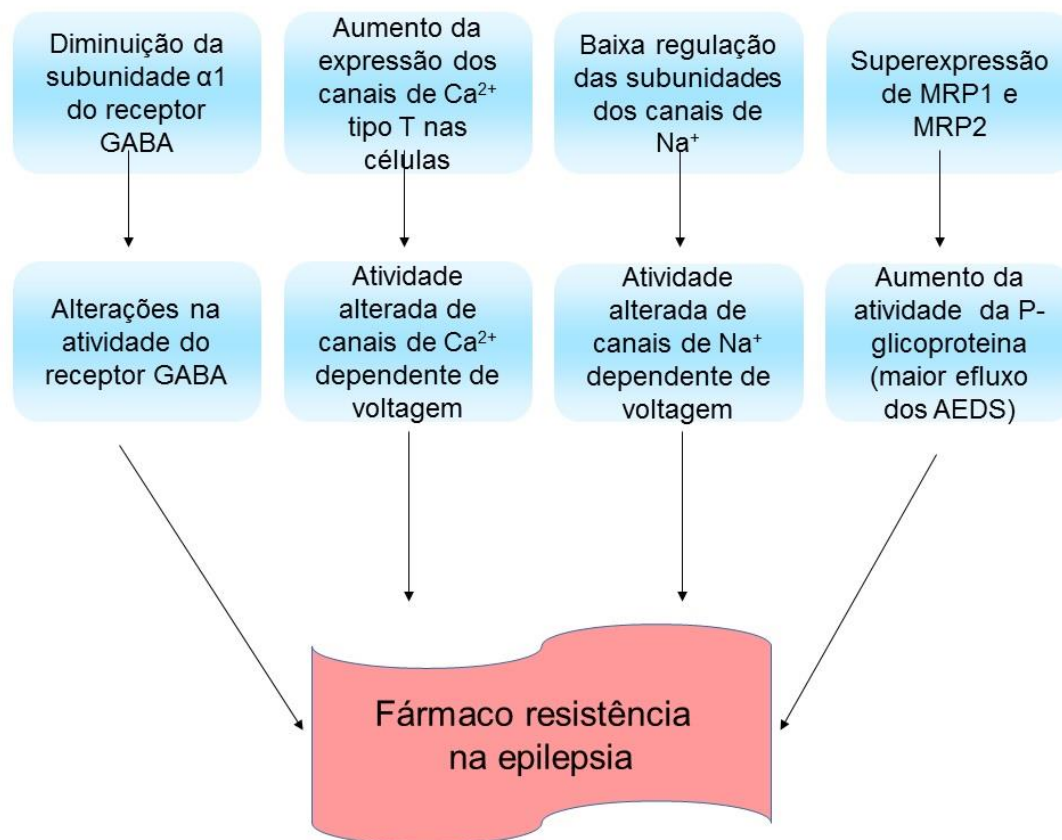 Diminuição da
subunidade α1
do receptor
GABA
Aumento da
expressão dos
canais de Ca²⁺
tipo T nas
células
Baixa regulação
das subunidades
dos canais de
Na⁺
Superexpressão
de MRP1 e
MRP2
Alterações na
atividade do
receptor GABA
Atividade
alterada de
canais de Ca²⁺
dependente de
voltagem
Atividade
alterada de
canais de Na⁺
dependente de
voltagem
Aumento da
atividade da P-
glicoproteina
(maior efluxo
dos AEDS)
Fármaco resistência
na epilepsia